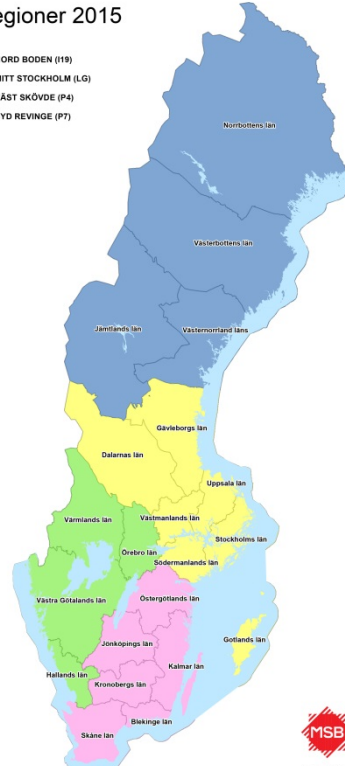 egioner 2015
ORD BODEN (I19)
IITT STOCKHOLM (LG)
ÄST SKÖVDE (P4)
YD REVINGE (P7)
Norrbottens län
Västerbottens län
Jämtlands län
Västernorrland läns
Gävleborgs län
Dalarnas län
Uppsala län
Värmlands län
Västmanlands län
Stockholms län
Örebro län
Södermanlands län
Västra Götalands län
Östergötlands län
Gotlands län
Jönköpings län
Kalmar län
Hallands län
Kronobergs län
Blekinge län
Skåne län
MSB